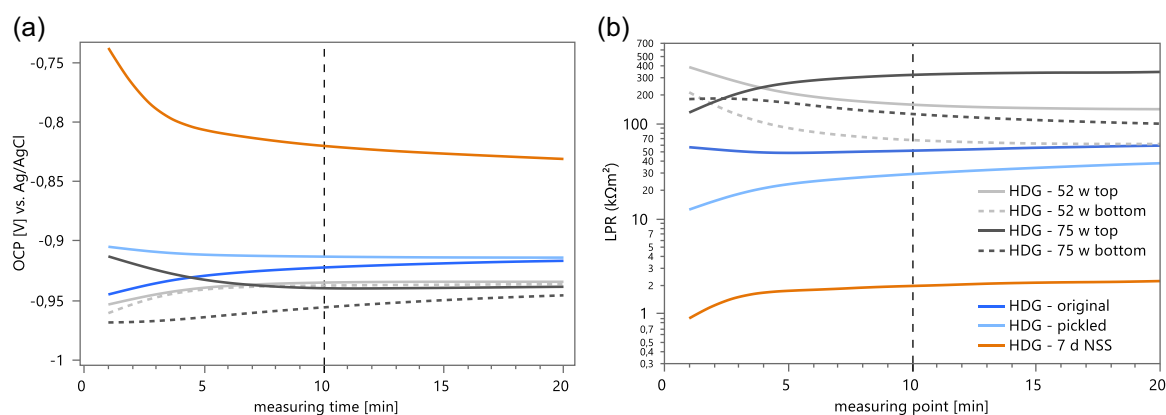 (a)
-0,75
-0,8
-0,85
-0,9
-0,95
-1
OCP [V] vs. Ag/AgCl
0
5
10
15
20
measuring time [min]
(b)
700
500
400
300
200
100
70
50
40
30
20
10
7
5
4
3
2
1
0,7
0,5
0,4
0,3
LPR (kΩm²)
HDG - 52 w top
HDG - 52 w bottom
HDG - 75 w top
HDG - 75 w bottom
HDG - original
HDG - pickled
HDG - 7 d NSS
0
5
10
15
20
measuring point [min]